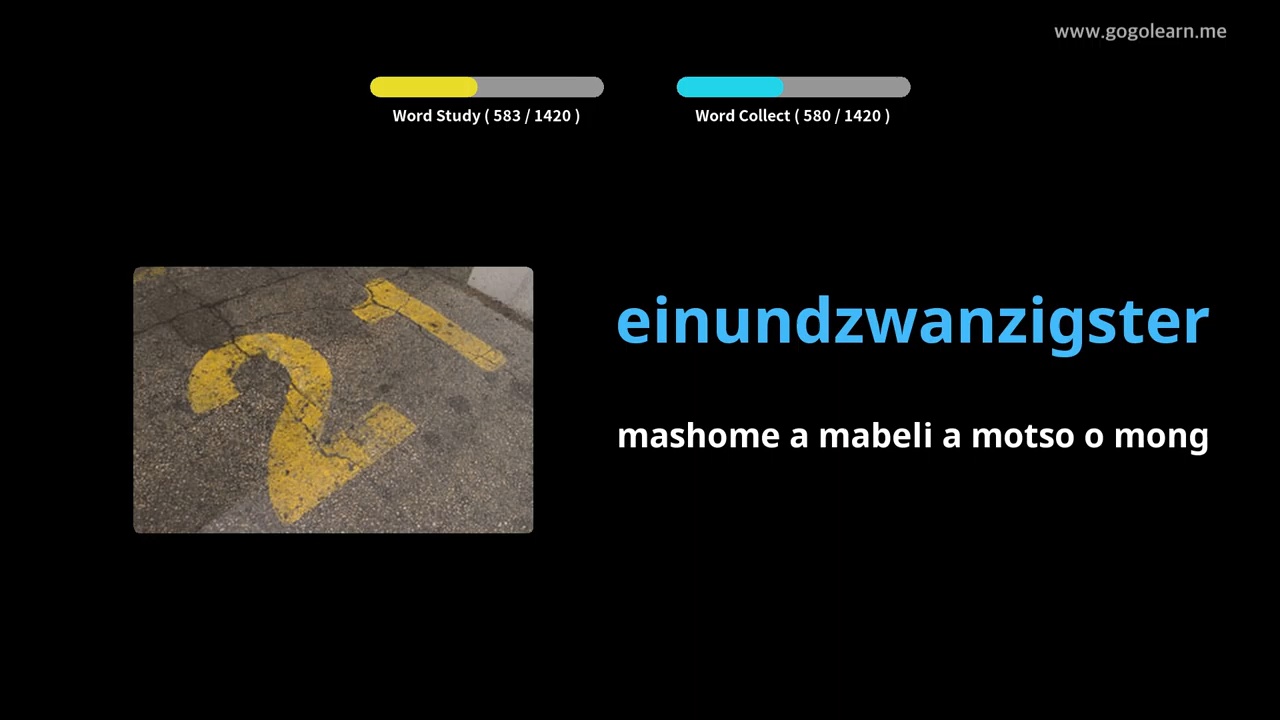 www.gogolearn.me
Word Study ( 583 / 1420 )
Word Collect ( 580 / 1420 )
21
einundzwanzigster
mashome a mabeli a motso o mong